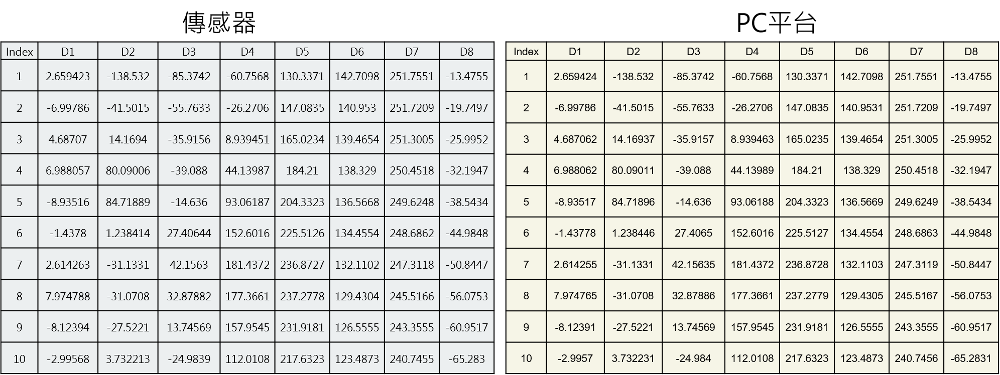 傳感器
Index D1 D2 D3 D4 D5 D6 D7 D8
1 2.659423 -138.532 -85.3742 -60.7568 130.3371 142.7098 251.7551 -13.4755
2 -6.99786 -41.5015 -55.7633 -26.2706 147.0835 140.953 251.7209 -19.7497
3 4.68707 14.1694 -35.9156 8.939451 165.0234 139.4654 251.3005 -25.9952
4 6.988057 80.09006 -39.088 44.13987 184.21 138.329 250.4518 -32.1947
5 -8.93516 84.71889 -14.636 93.06187 204.3323 136.5668 249.6248 -38.5434
6 -1.4378 1.238414 27.40644 152.6016 225.5126 134.4554 248.6862 -44.9848
7 2.614263 -31.1331 42.1563 181.4372 236.8727 132.1102 247.3118 -50.8447
8 7.974788 -31.0708 32.87882 177.3661 237.2778 129.4304 245.5166 -56.0753
9 -8.12394 -27.5221 13.74569 157.9545 231.9181 126.5555 243.3555 -60.9517
10 -2.99568 3.732213 -24.9839 112.0108 217.6323 123.4873 240.7455 -65.283
PC平台
Index D1 D2 D3 D4 D5 D6 D7 D8
1 2.659424 -138.532 -85.3742 -60.7568 130.3371 142.7098 251.7551 -13.4755
2 -6.99786 -41.5015 -55.7633 -26.2706 147.0835 140.9531 251.7209 -19.7497
3 4.687062 14.16937 -35.9157 8.939463 165.0235 139.4654 251.3005 -25.9952
4 6.988062 80.09011 -39.088 44.13989 184.21 138.329 250.4518 -32.1947
5 -8.93517 84.71896 -14.636 93.06188 204.3323 136.5669 249.6249 -38.5434
6 -1.43778 1.238446 27.4065 152.6016 225.5127 134.4554 248.6863 -44.9848
7 2.614255 -31.1331 42.15635 181.4372 236.8728 132.1103 247.3119 -50.8447
8 7.974765 -31.0708 32.87886 177.3661 237.2779 129.4305 245.5167 -56.0753
9 -8.12391 -27.5221 13.74569 157.9545 231.9181 126.5555 243.3555 -60.9517
10 -2.9957 3.732231 -24.984 112.0108 217.6323 123.4873 240.7456 -65.2831